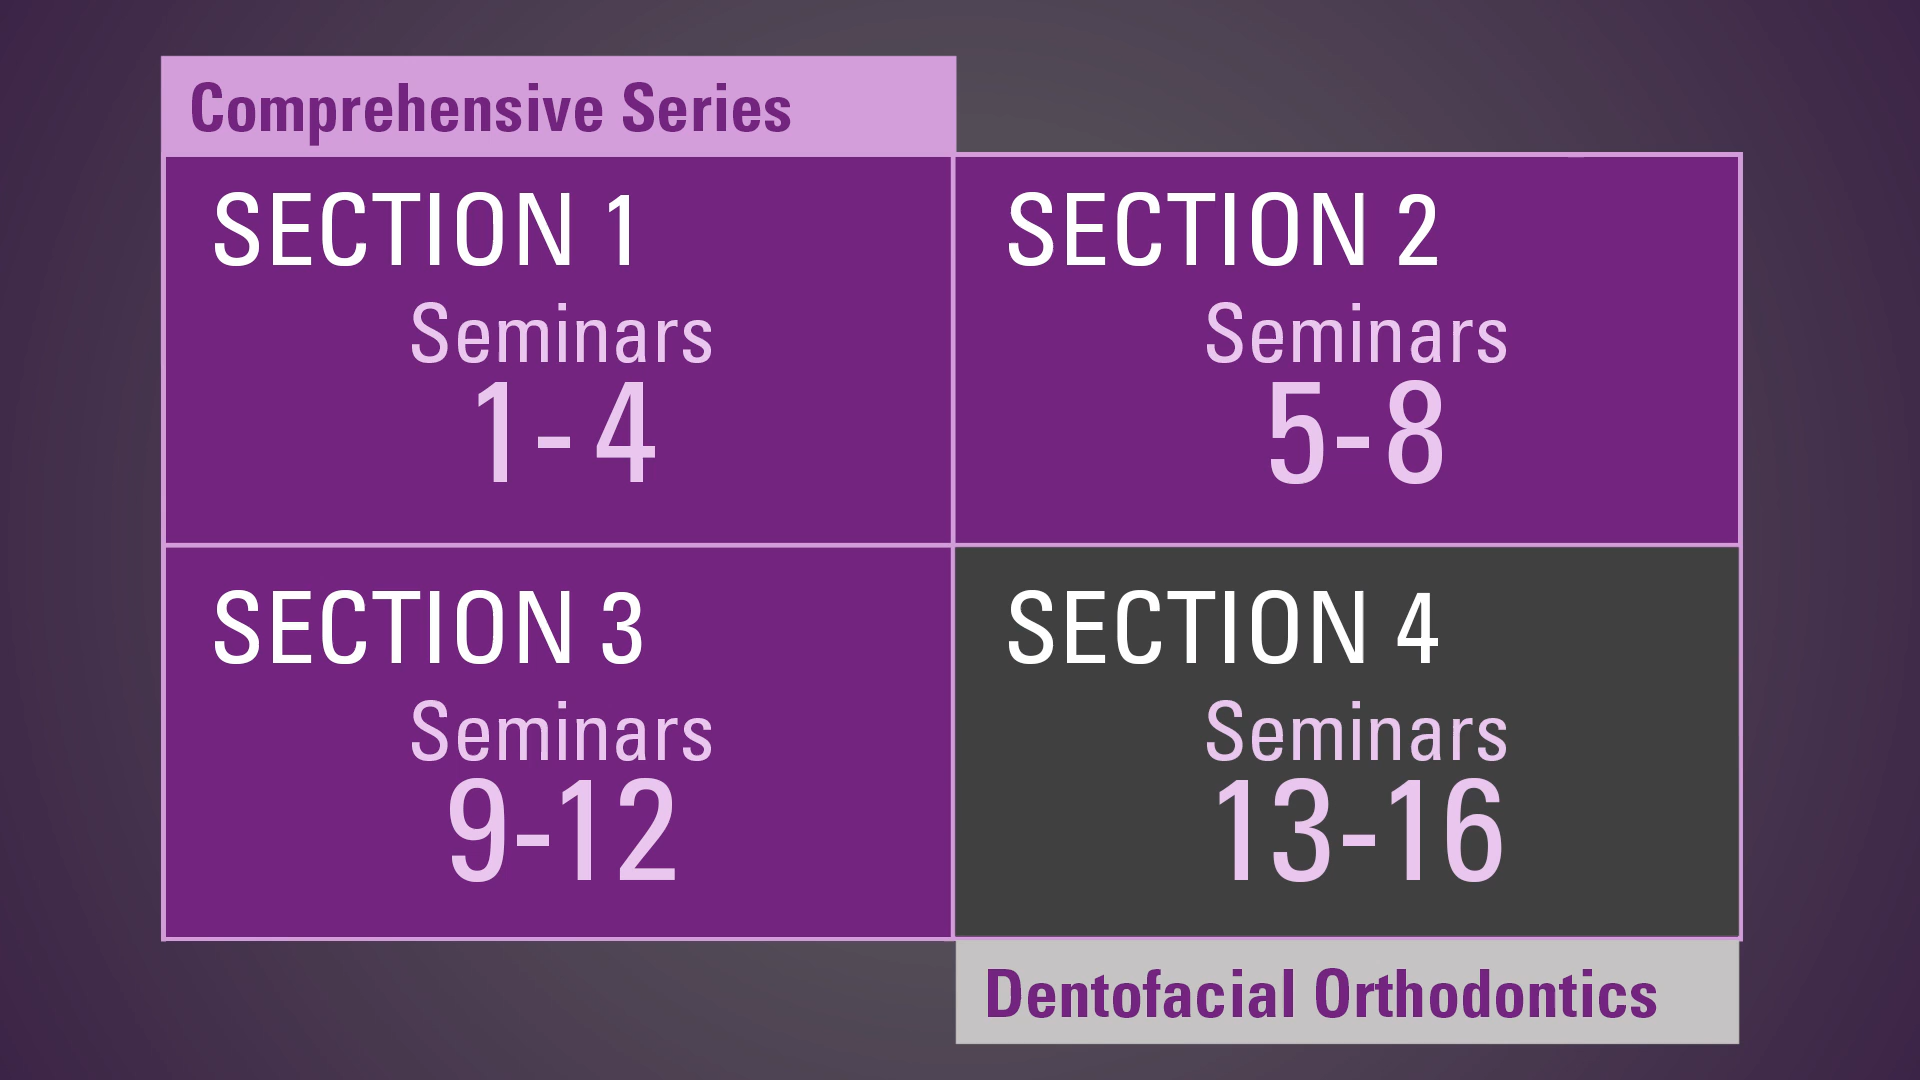 Comprehensive Series
SECTION 1
Seminars
1-4
SECTION 2
Seminars
5-8
SECTION 3
Seminars
9-12
SECTION 4
Seminars
13-16
Dentofacial Orthodontics